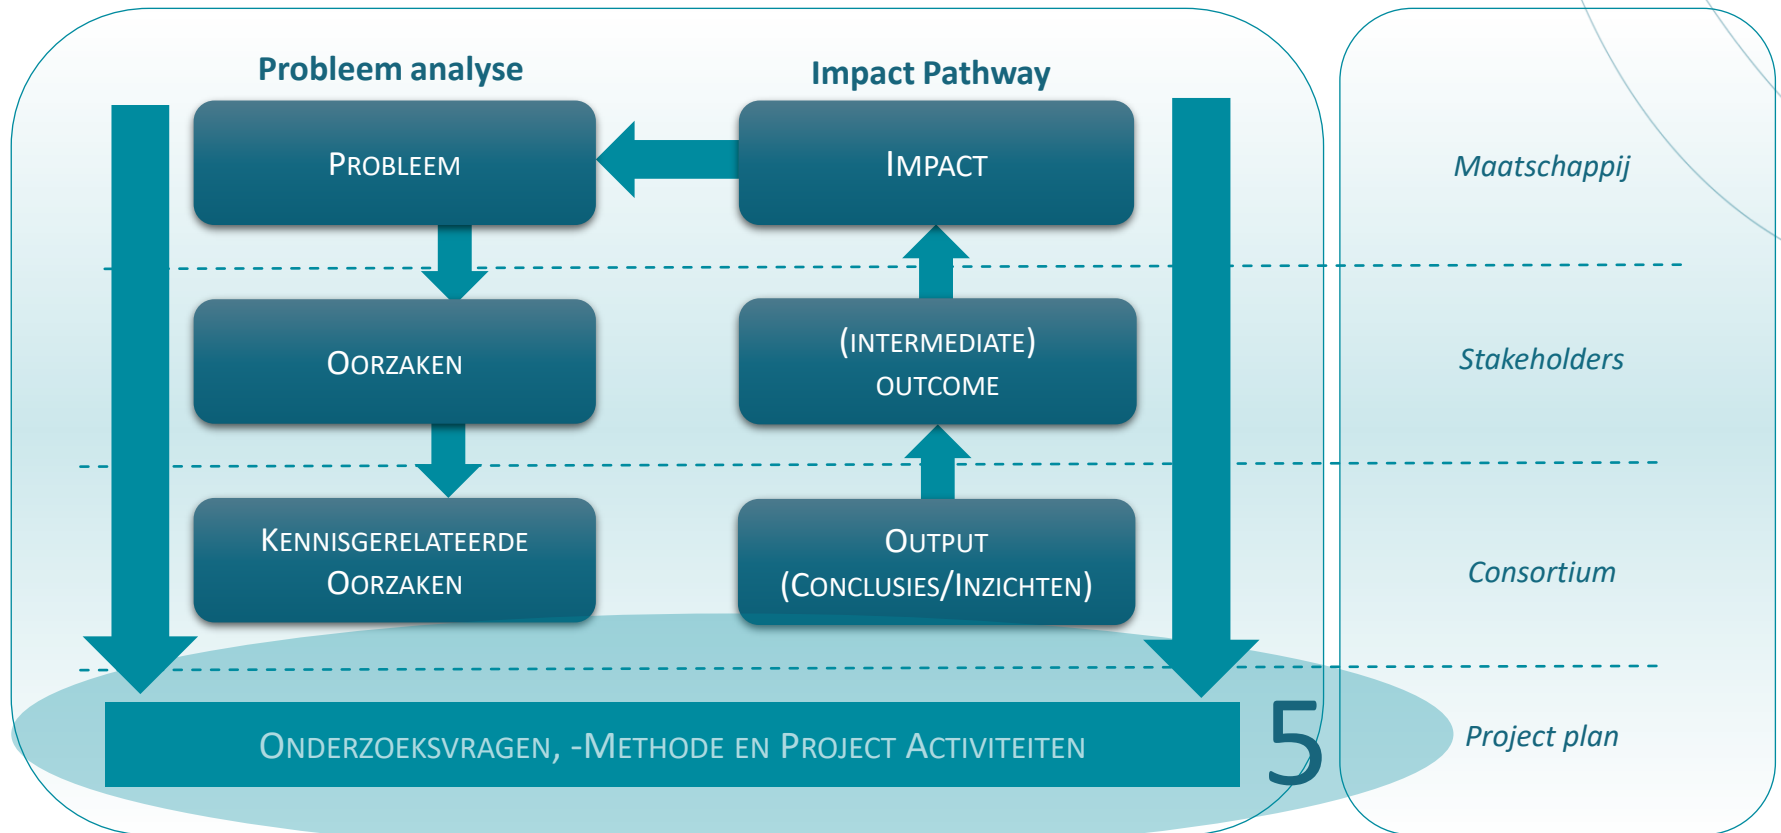 Probleem analyse
Impact Pathway
PROBLEEM
IMPACT
Maatschappij
OORZAKEN
(INTERMEDIATE)
OUTCOME
Stakeholders
KENNISGERELATEERDE
OORZAKEN
OUTPUT
(CONCLUSIES/INZICHTEN)
Consortium
ONDERZOEKSVRAGEN, -METHODE EN PROJECT ACTIVITEITEN
5
Project plan